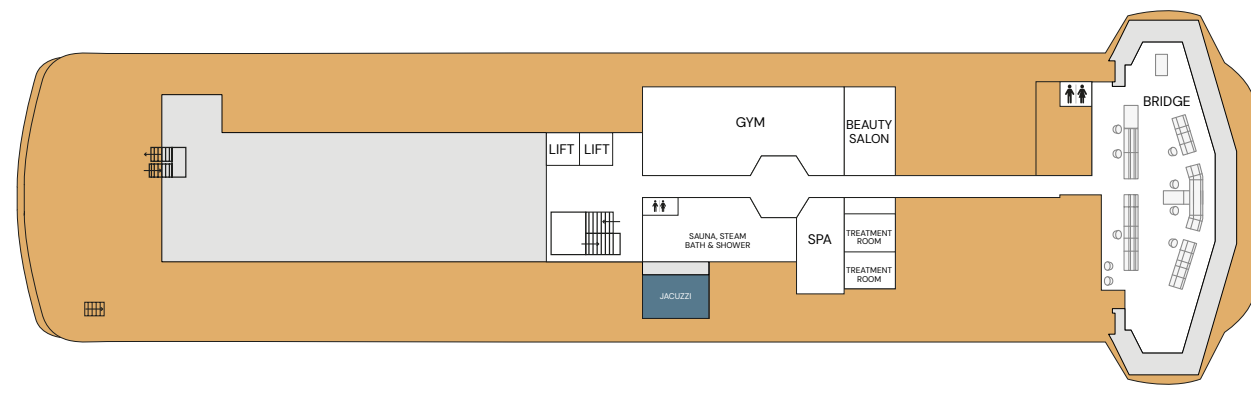 BRIDGE
GYM
BEAUTY
SALON
LIFT
LIFT
SAUNA, STEAM
BATH & SHOWER
SPA
TREATMENT
ROOM
TREATMENT
ROOM
JACUZZI